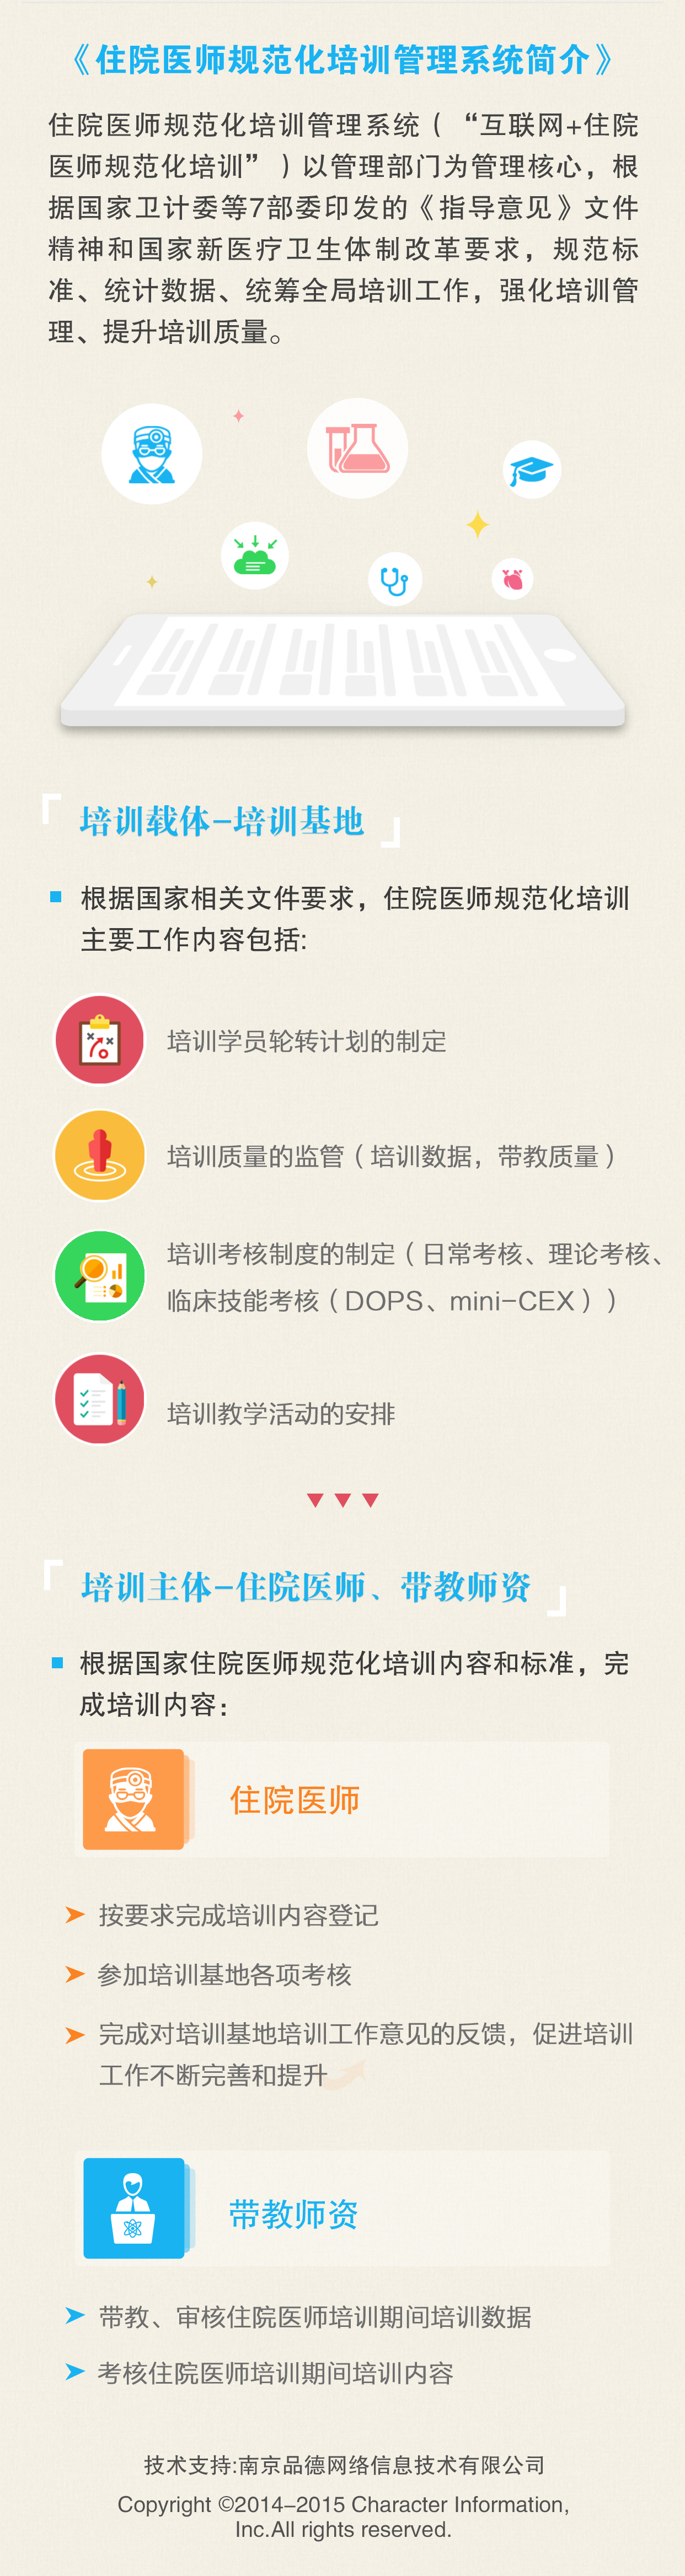 《住院医师规范化培训管理系统简介》
住院医师规范化培训管理系统（“互联网+住院
医师规范化培训”）以管理部门为管理核心，根
据国家卫计委等7部委印发的《指导意见》文件
精神和国家新医疗卫生体制改革要求，规范标
准、统计数据、统筹全局培训工作，强化培训管
理、提升培训质量。
「培训载体-培训基地」
根据国家相关文件要求，住院医师规范化培训
主要工作内容包括:
培训学员轮转计划的制定
培训质量的监管（培训数据，带教质量）
培训考核制度的制定（日常考核、理论考核、
临床技能考核（DOPS、mini-CEX））
培训教学活动的安排
「培训主体-住院医师、带教师资」
根据国家住院医师规范化培训内容和标准，完
成培训内容：
住院医师
按要求完成培训内容登记
参加培训基地各项考核
完成对培训基地培训工作意见的反馈，促进培训
工作不断完善和提升
带教师资
带教、审核住院医师培训期间培训数据
考核住院医师培训期间培训内容
技术支持:南京品德网络信息技术有限公司
Copyright ©2014-2015 Character Information,
Inc.All rights reserved.